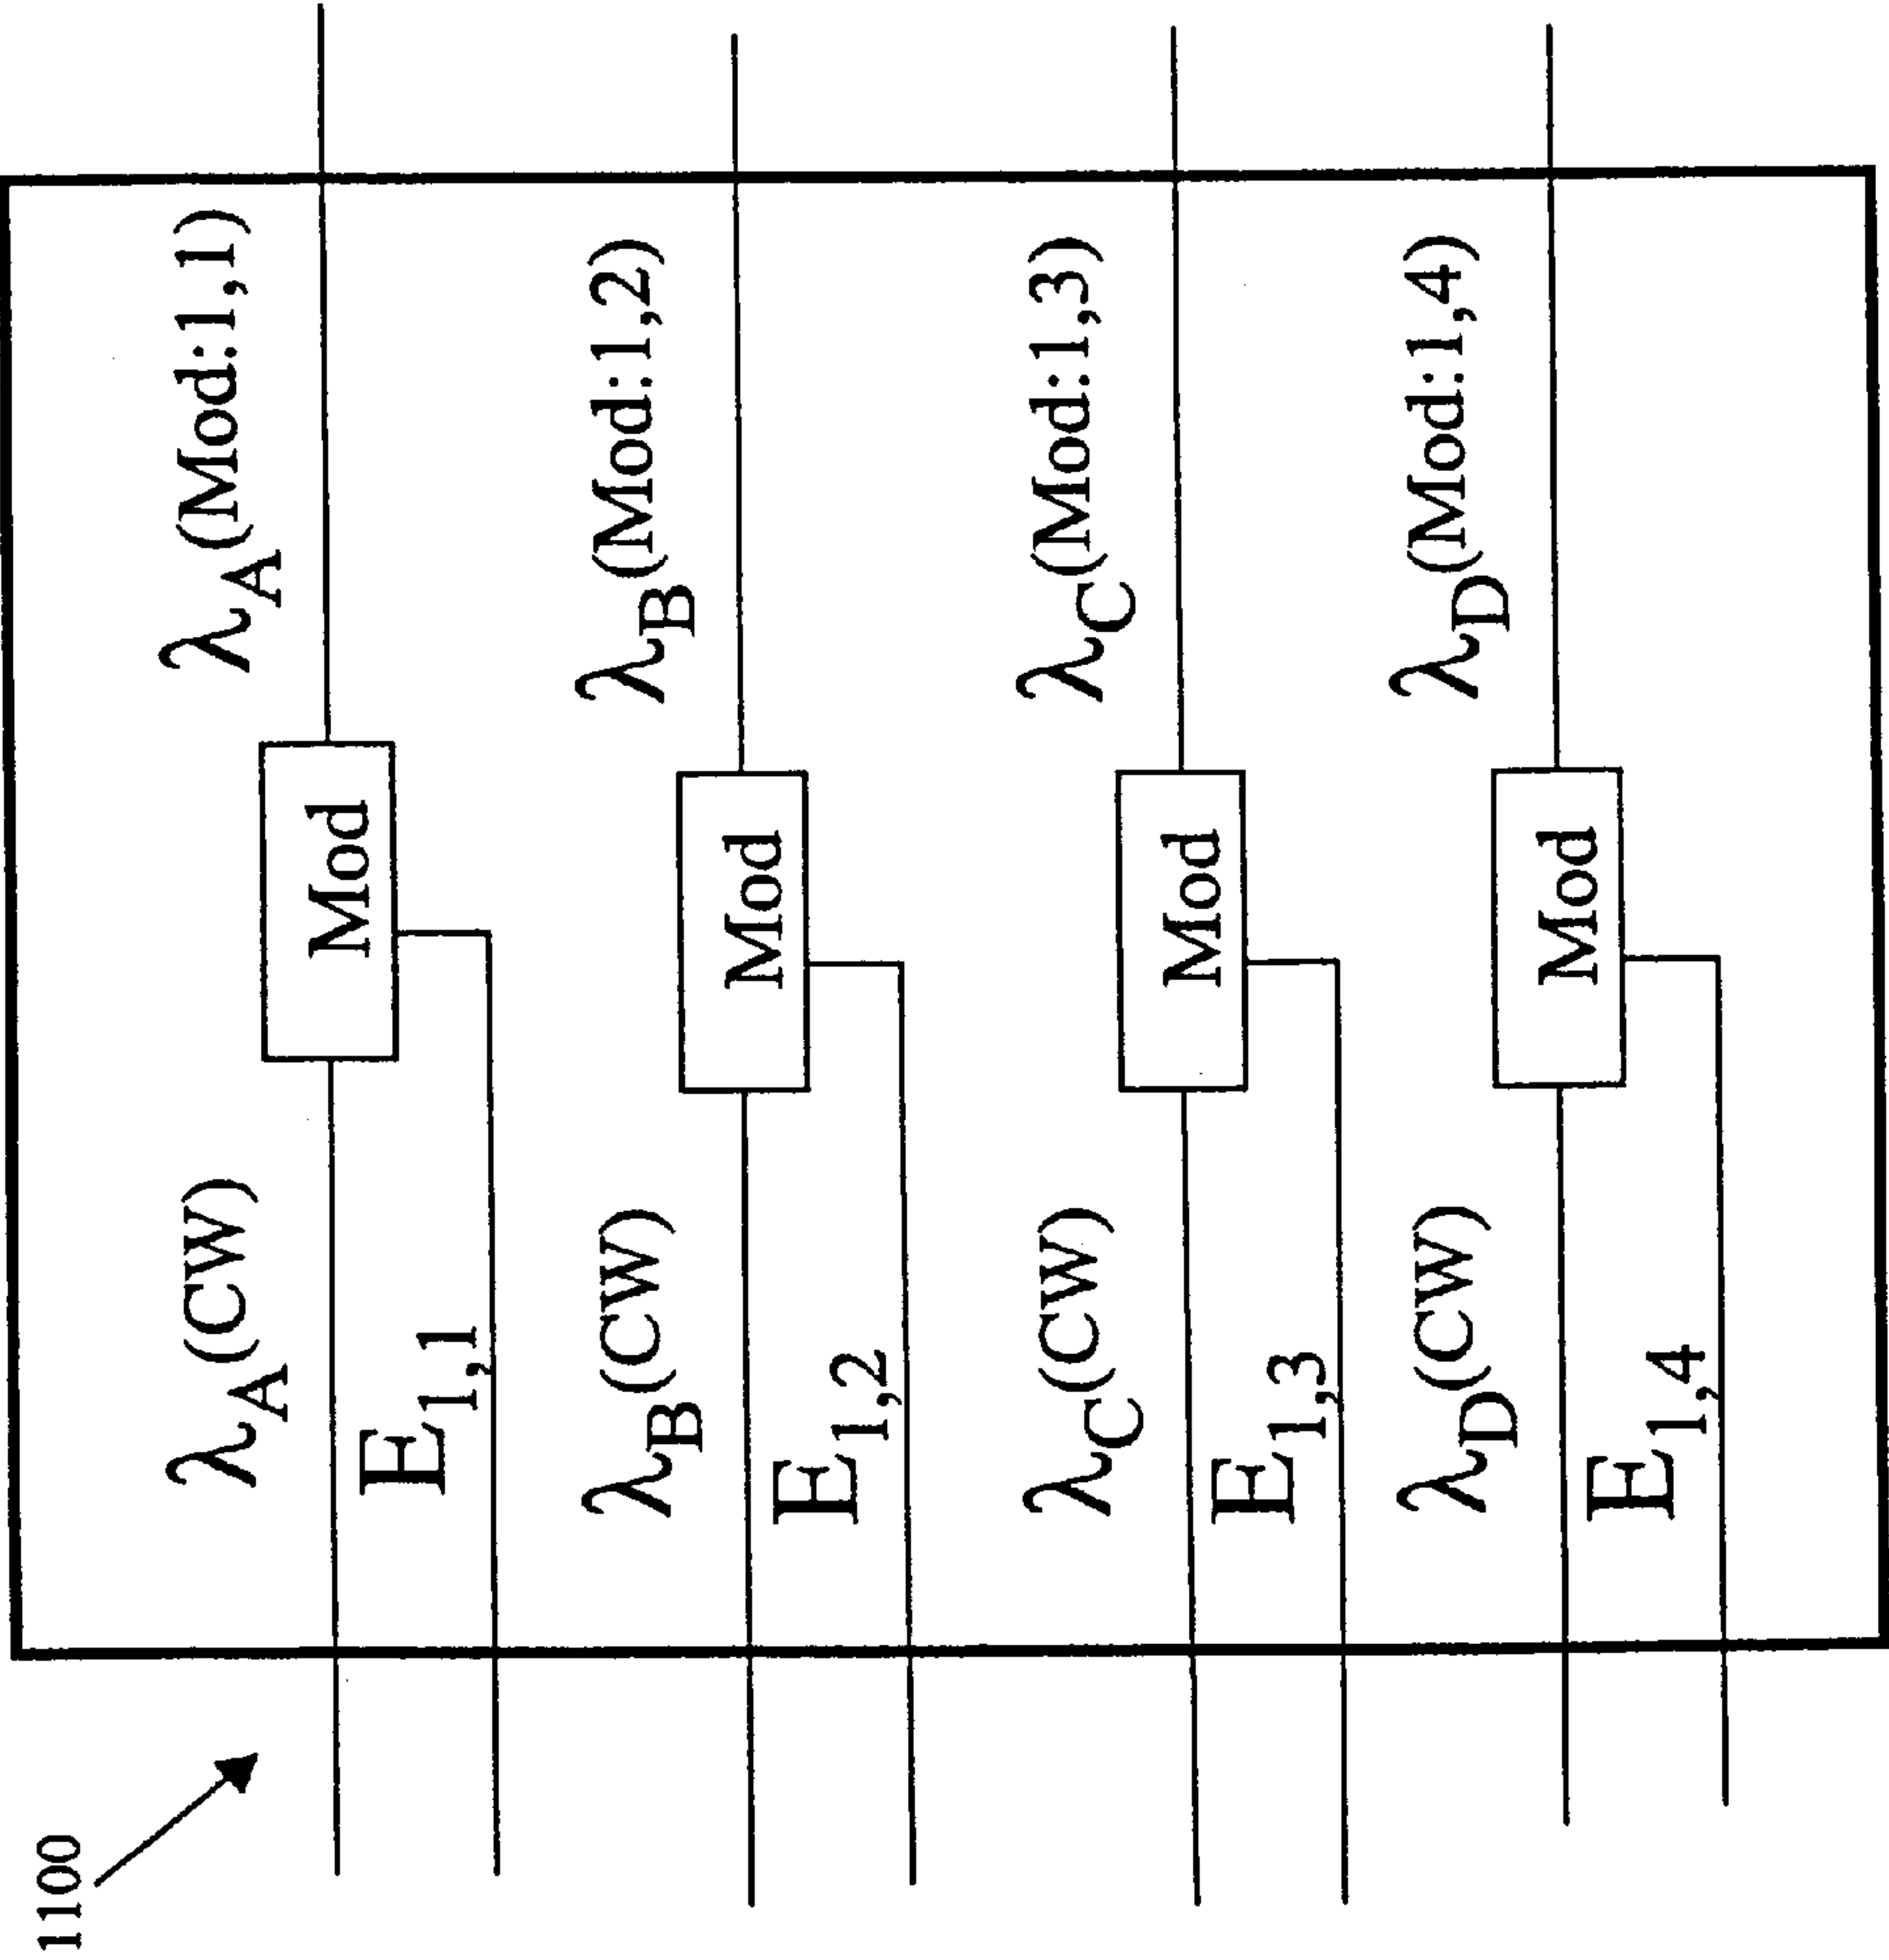 1100
λA(CW)
E1,1
Mod
λA(Mod:1,1)
λB(CW)
E1,2
Mod
λB(Mod:1,2)
λC(CW)
E1,3
Mod
λC(Mod:1,3)
λD(CW)
E1,4
Mod
λD(Mod:1,4)